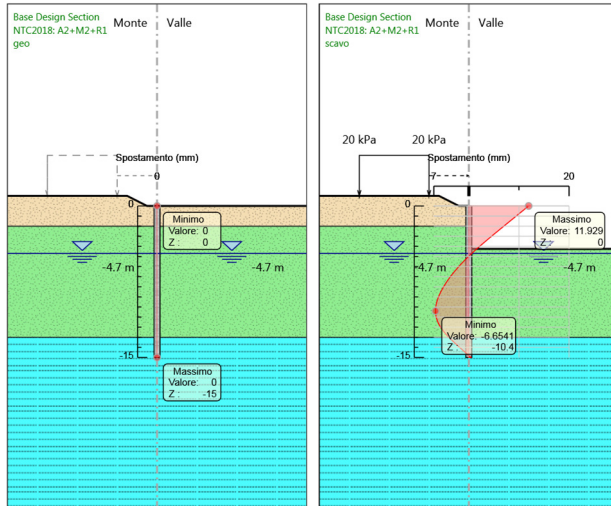 Base Design Section
NTC2018: A2+M2+R1
geo
Monte
Valle
Spostamento (mm)
0
0
Minimo
Valore: 0
Z : 0
-4.7 m
-4.7 m
-15
Massimo
Valore: 0
Z : -15
Base Design Section
NTC2018: A2+M2+R1
scavo
Monte
Valle
20 kPa
20 kPa
Spostamento (mm)
-7
20
0
Massimo
Valore: 11.929
Z : 0
-4.7 m
-4.7 m
Minimo
Valore: -6.6541
Z : -10.4
-15